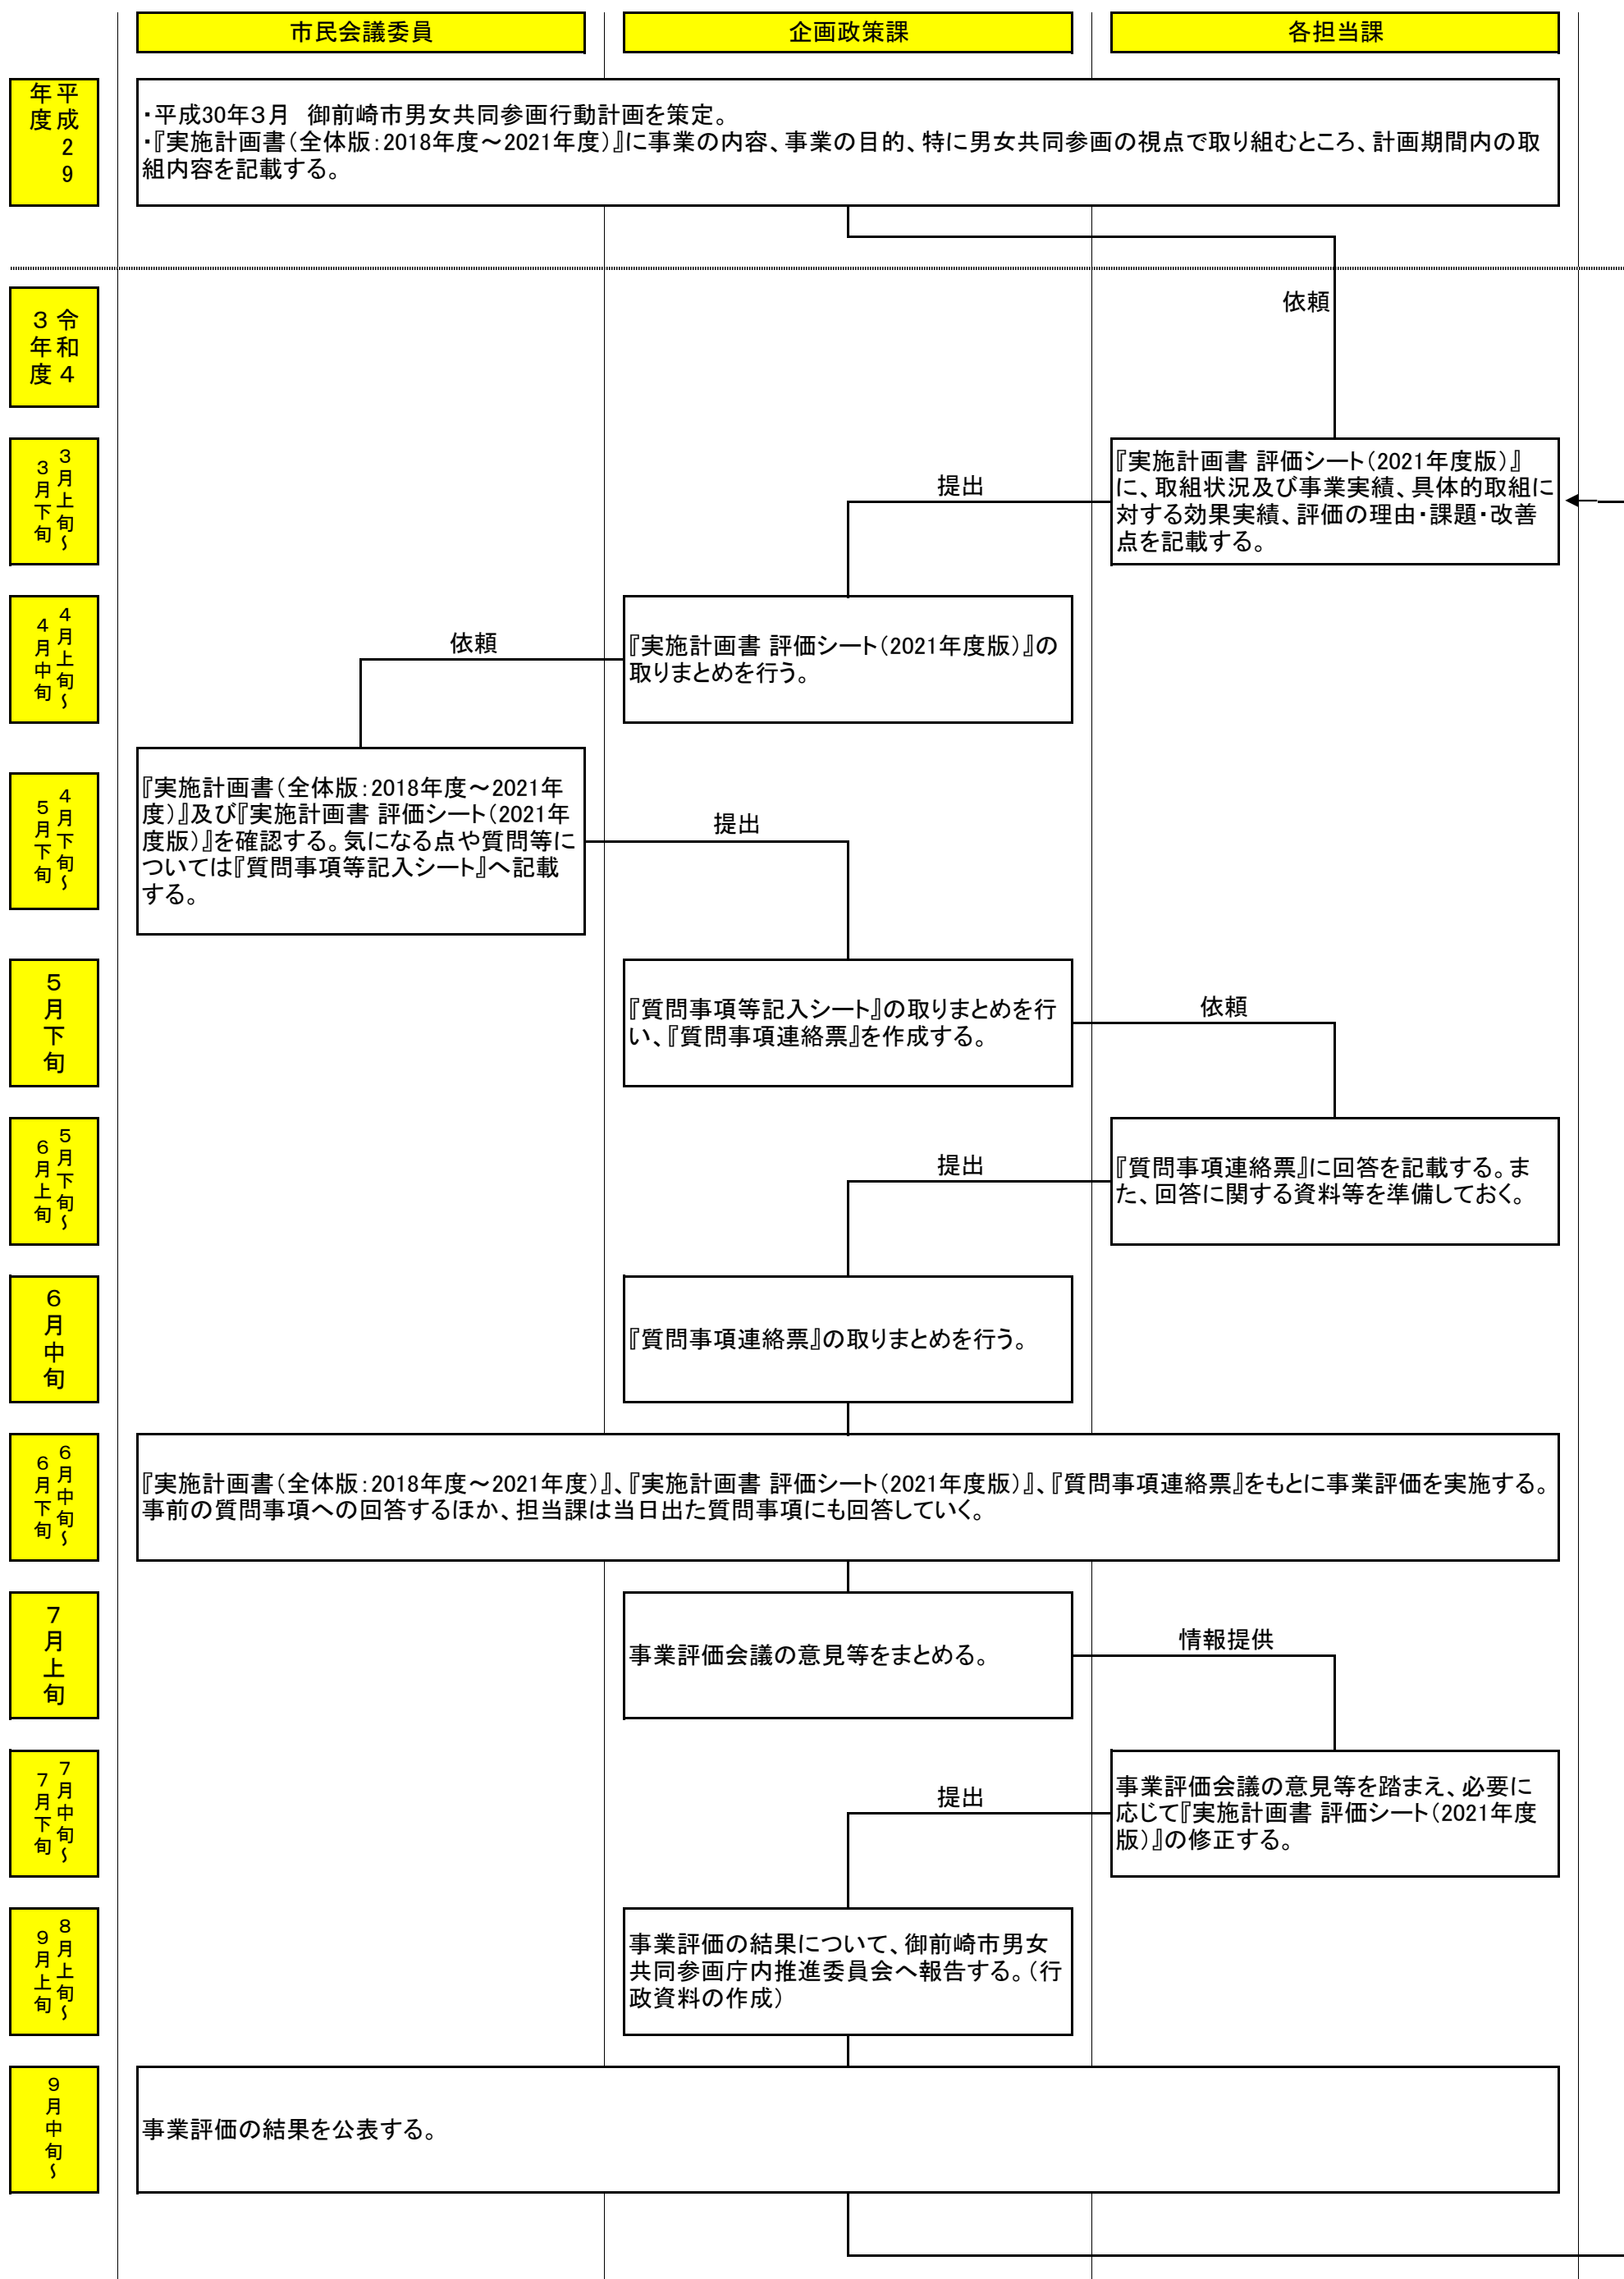 市民会議委員
企画政策課
各担当課
平成29
年度
・平成30年３月　御前崎市男女共同参画行動計画を策定。
・『実施計画書（全体版：2018年度～2021年度）』に事業の内容、事業の目的、特に男女共同参画の視点で取り組むところ、計画期間内の取
組内容を記載する。
令和4
３年度
依頼
３月上旬～
３月下旬
提出
『実施計画書 評価シート（2021年度版）』
に、取組状況及び事業実績、具体的取組に
対する効果実績、評価の理由・課題・改善
点を記載する。
４月上旬～
４月中旬
依頼
『実施計画書 評価シート（2021年度版）』の
取りまとめを行う。
４月下旬～
５月下旬
『実施計画書（全体版：2018年度～2021年
度）』及び『実施計画書 評価シート（2021年
度版）』を確認する。気になる点や質問等に
ついては『質問事項等記入シート』へ記載
する。
提出
５月下旬
『質問事項等記入シート』の取りまとめを行
い、『質問事項連絡票』を作成する。
依頼
５月下旬～
６月上旬
提出
『質問事項連絡票』に回答を記載する。ま
た、回答に関する資料等を準備しておく。
６月中旬
『質問事項連絡票』の取りまとめを行う。
６月中旬～
６月下旬
『実施計画書（全体版：2018年度～2021年度）』、『実施計画書 評価シート（2021年度版）』、『質問事項連絡票』をもとに事業評価を実施する。
事前の質問事項への回答するほか、担当課は当日出た質問事項にも回答していく。
７月上旬
事業評価会議の意見等をまとめる。
情報提供
７月中旬～
７月下旬
提出
事業評価会議の意見等を踏まえ、必要に
応じて『実施計画書 評価シート（2021年度
版）』の修正する。
８月上旬～
９月上旬
事業評価の結果について、御前崎市男女
共同参画庁内推進委員会へ報告する。（行
政資料の作成）
９月中旬～
事業評価の結果を公表する。